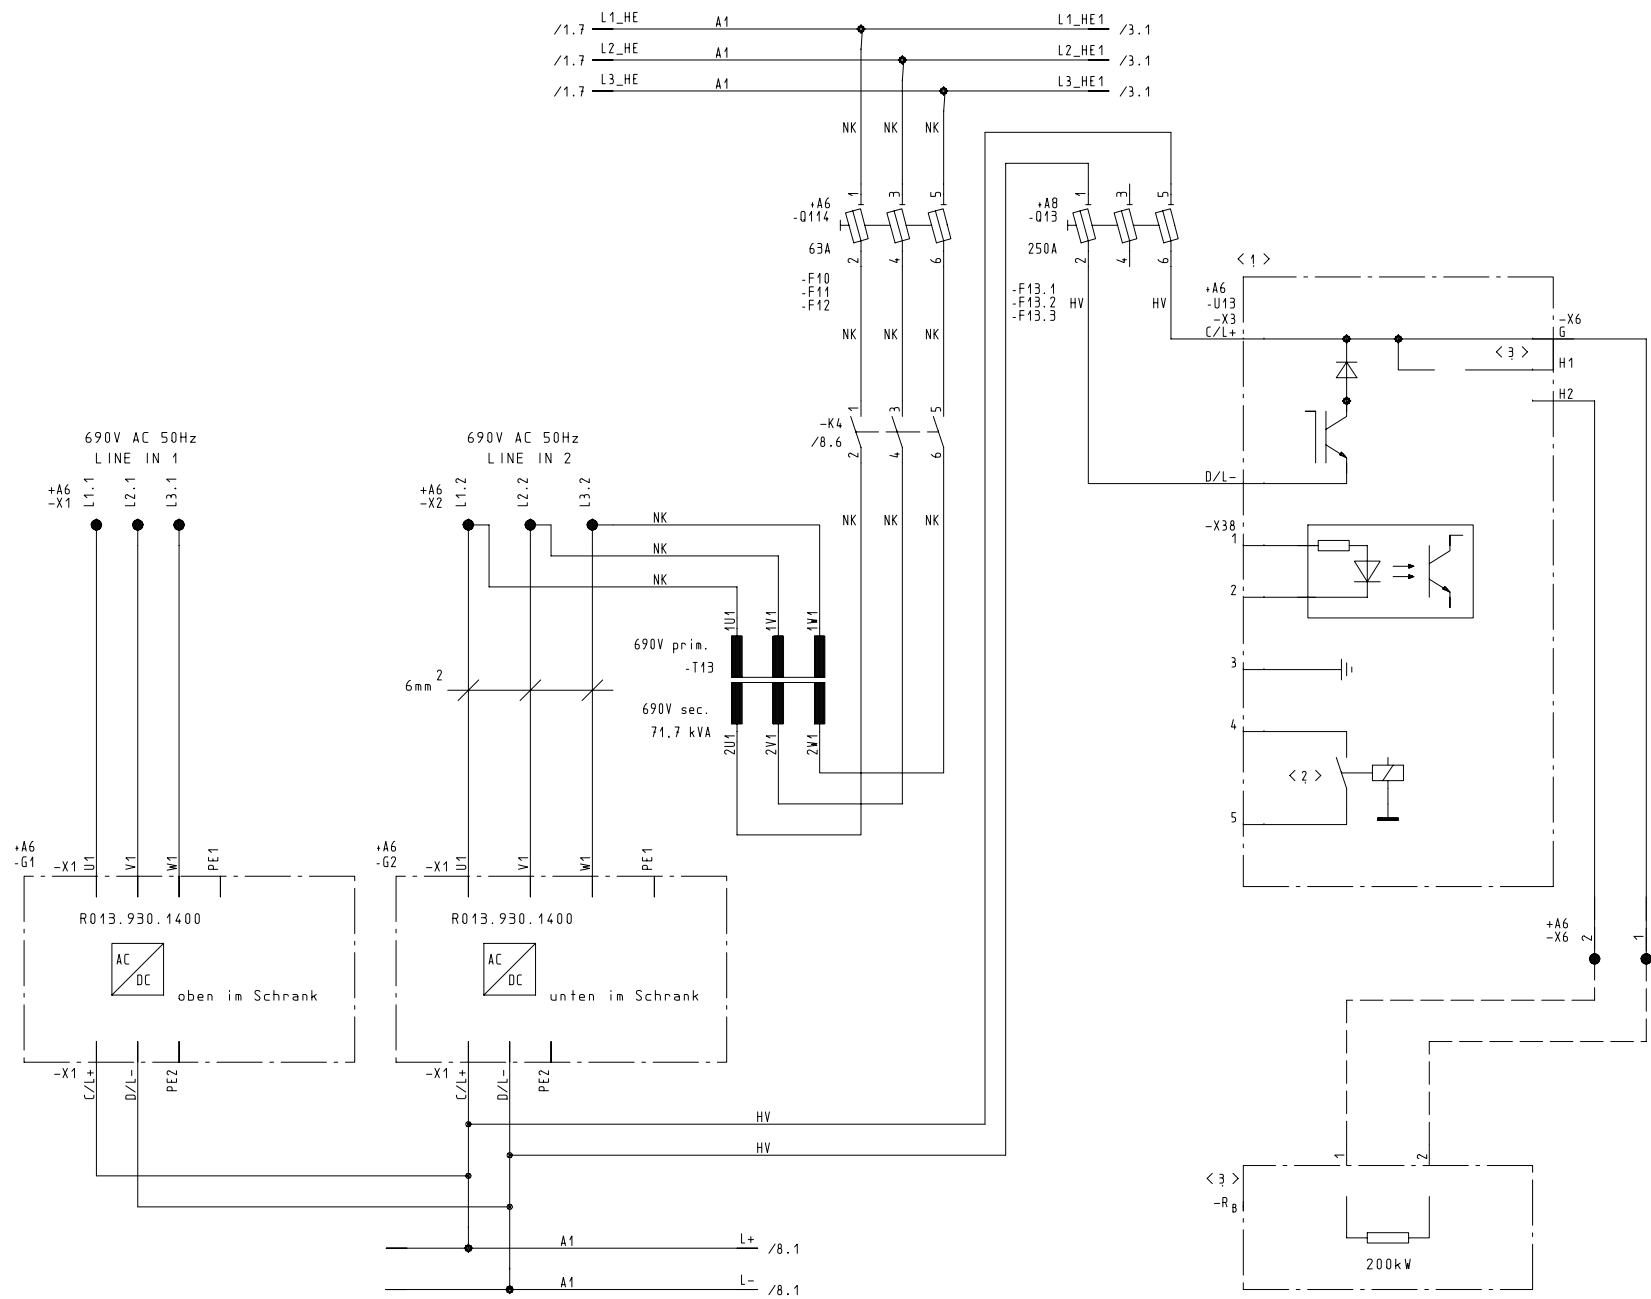 /1.7 L1_HE A1 L1_HE1 /3.1
/1.7 L2_HE A1 L2_HE1 /3.1
/1.7 L3_HE A1 L3_HE1 /3.1
NK NK NK
+A6
-Q114
63A
1 3 5
2 4 6
-F10
-F11
-F12
NK NK NK
+A8
-Q13
250A
1 3 5
2 4 6
-F13.1
-F13.2
-F13.3
HV HV
-K4
/8.6
1 3 5
2 4 6
NK NK NK
690V AC 50Hz
LINE IN 1
+A6
-X1
L1.1 L2.1 L3.1
690V AC 50Hz
LINE IN 2
+A6
-X2
L1.2 L2.2 L3.2
NK
NK
NK
6mm²
1U1 1V1 1W1
690V prim.
-T13
690V sec.
71.7 kVA
2U1 2V1 2W1
+A6
-G1
-X1 U1 V1 W1 PE1
R013.930.1400
AC
DC
oben im Schrank
-X1 C/L+ D/L- PE2
+A6
-G2
-X1 U1 V1 W1 PE1
R013.930.1400
AC
DC
unten im Schrank
-X1 C/L+ D/L- PE2
HV
HV
A1 L+ /8.1
A1 L- /8.1
<1>
+A6
-U13
-X3
C/L+
D/L-
-X6
G
<3>
H1
H2
-X38
1
2
3
4
<2>
5
+A6
-X6
2 1
1 2
<3>
-RB
200kW